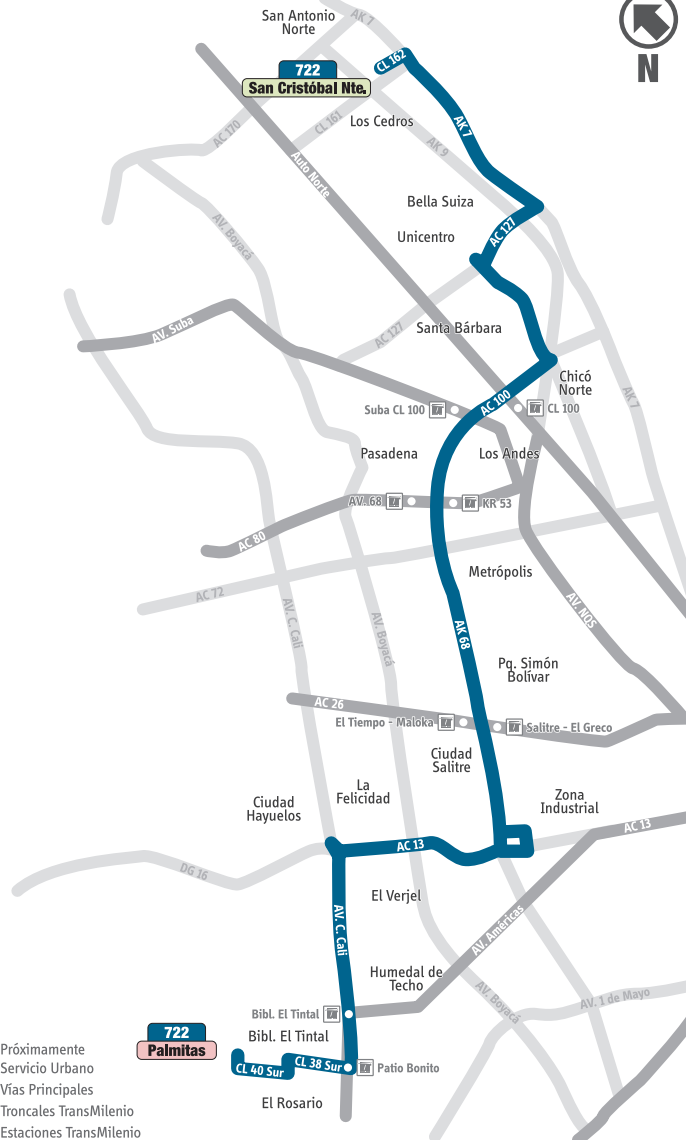 San Antonio
Norte
AK 7
N
722
San Cristóbal Nte.
CL 162
Los Cedros
CL 161
AC 170
AK 7
AK 9
Auto Norte
Bella Suiza
AV. Boyacá
Unicentro
AC 127
AV. Suba
AC 127
Santa Bárbara
Chicó
Norte
AK 7
Suba CL 100
AC 100
CL 100
Pasadena
Los Andes
AV. 68
KR 53
AC 80
Metrópolis
AC 72
AV. C. Cali
AV. Boyacá
AV. NQS
AK 68
Pq. Simón
Bolívar
AC 26
El Tiempo - Maloka
Salitre - El Greco
Ciudad
Salitre
La
Felicidad
Zona
Industrial
Ciudad
Hayuelos
AC 13
AC 13
DG 16
El Verjel
AV. C. Cali
AV. Américas
Humedal de
Techo
AV. Boyacá
AV. 1 de Mayo
Bibl. El Tintal
722
Palmitas
Bibl. El Tintal
CL 40 Sur
CL 38 Sur
Patio Bonito
El Rosario
Próximamente
Servicio Urbano
Vías Principales
Troncales TransMilenio
Estaciones TransMilenio